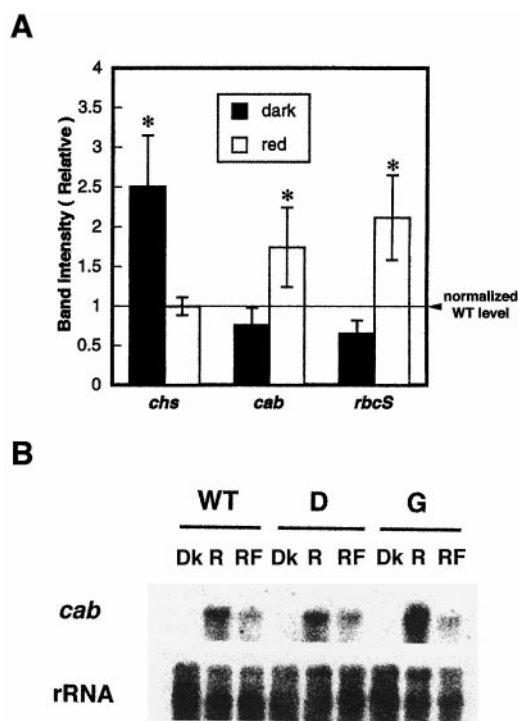 A
4
3.5
3
2.5
2
1.5
1
0.5
0
Band Intensity ( Relative )
dark
red
*
*
*
normalized
WT level
chs cab rbcS
B
WT D G
Dk R RF Dk R RF Dk R RF
cab
rRNA